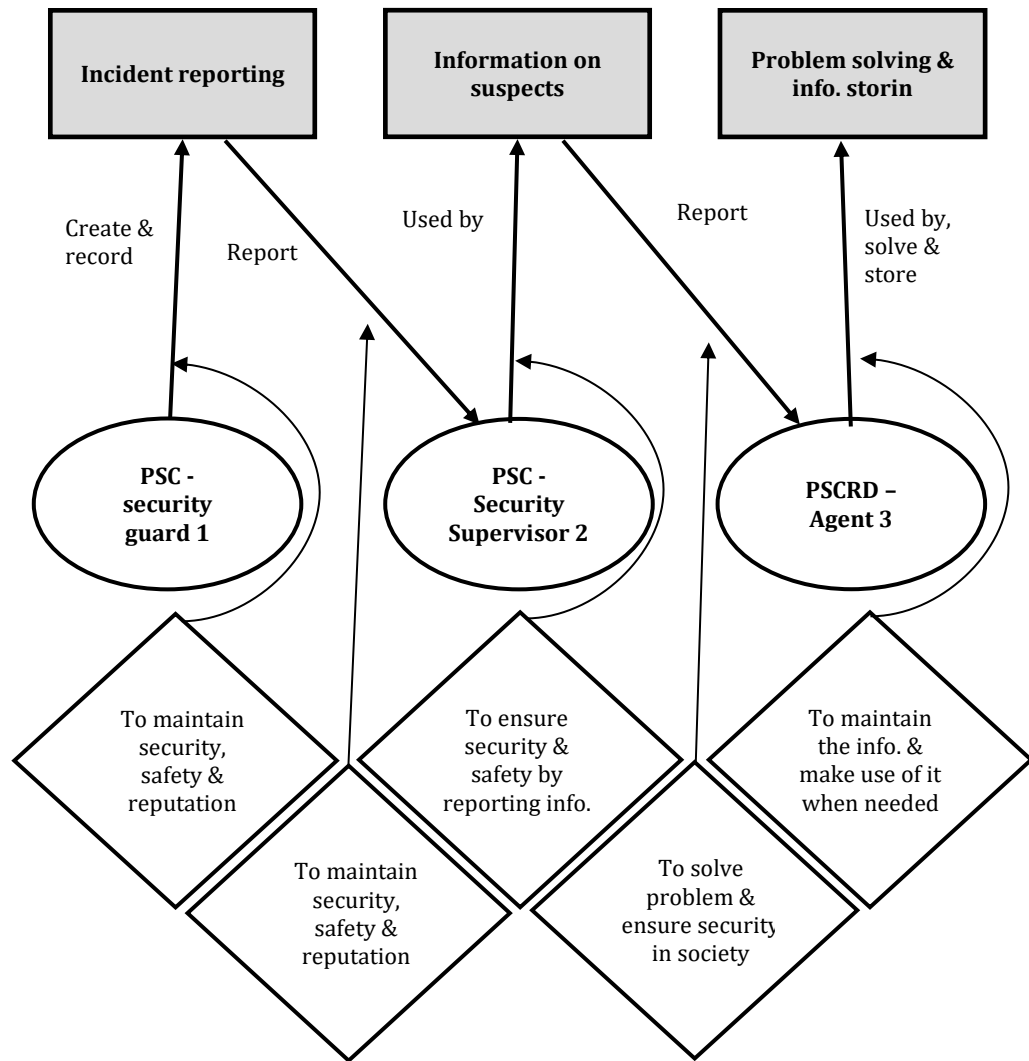 Incident reporting
Information on
suspects
Problem solving &
info. storin
Create &
record
Report
Used by
Report
Used by,
solve &
store
PSC -
security
guard 1
PSC -
Security
Supervisor 2
PSCRD –
Agent 3
To maintain
security,
safety &
reputation
To ensure
security &
safety by
reporting info.
To maintain
the info. &
make use of it
when needed
To maintain
security,
safety &
reputation
To solve
problem &
ensure security
in society